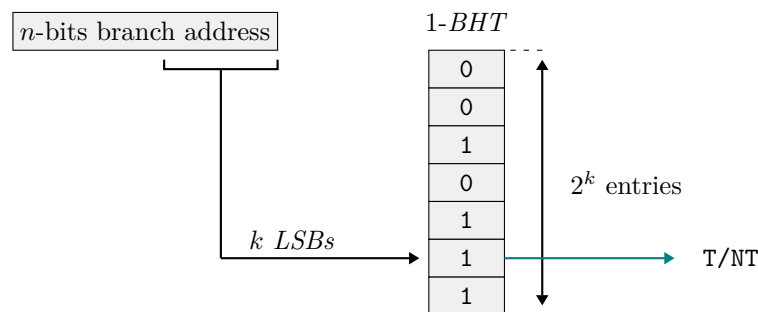 n-bits branch address
1-BHT
0
0
1
0
2^k entries
1
k LSBs
1
T/NT
1